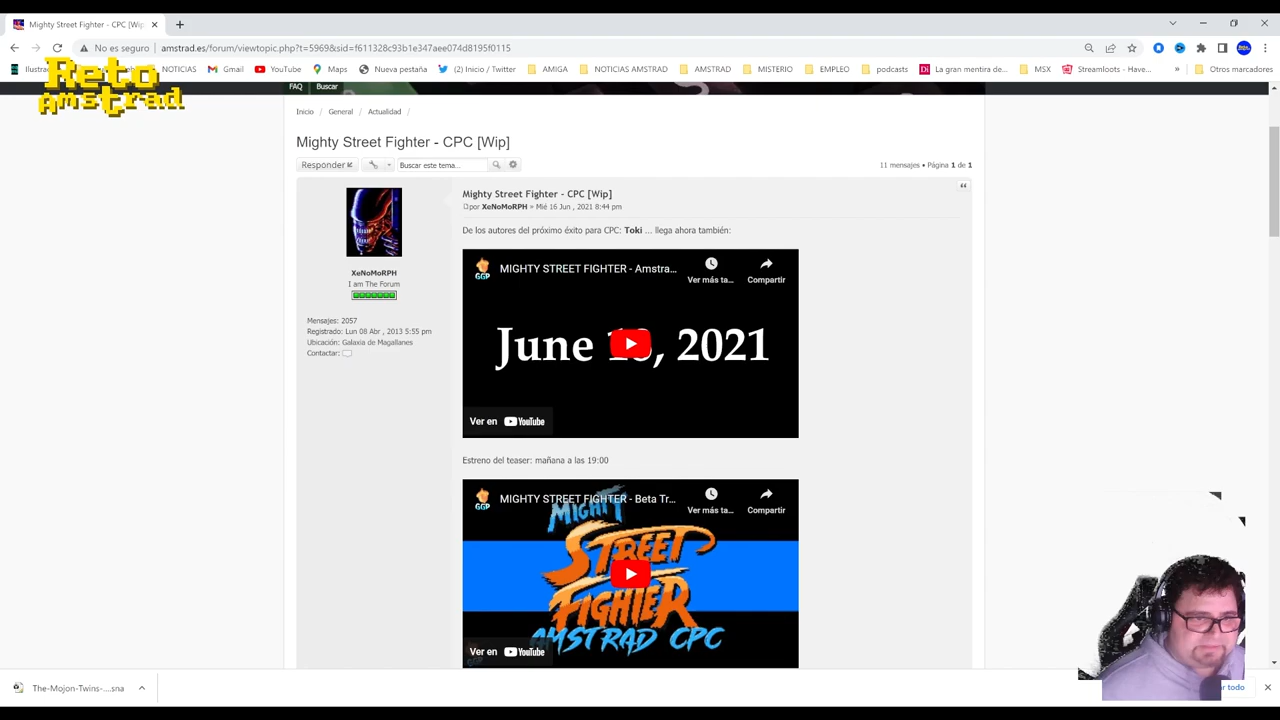 Mighty Street Fighter - CPC [Wip
No es seguro
amstrad.es/forum/viewtopic.php?t=5969&sid=f611328c93b1e347aee074d8195f0115
NOTICIAS
Gmail
YouTube
Maps
Nueva pestaña
(2) Inicio / Twitter
AMIGA
NOTICIAS AMSTRAD
AMSTRAD
MISTERIO
EMPLEO
podcasts
La gran mentira de...
MSX
Streamloots - Have...
»
Otros marcadores
Reto
Amstrad
FAQ
Buscar
Inicio / General / Actualidad /
Mighty Street Fighter - CPC [Wip]
Responder
Buscar este tema...
11 mensajes • Página 1 de 1
Mighty Street Fighter - CPC [Wip]
por XeNoMoRPH » Mié 16 Jun , 2021 8:44 pm
De los autores del próximo éxito para CPC: Toki ... llega ahora también:
XeNoMoRPH
I am The Forum
Mensajes: 2057
Registrado: Lun 08 Abr , 2013 5:55 pm
Ubicación: Galaxia de Magallanes
Contactar:
GGP
MIGHTY STREET FIGHTER - Amstra...
Ver más ta...
Compartir
June , 2021
Ver en YouTube
Estreno del teaser: mañana a las 19:00
GGP
MIGHTY STREET FIGHTER - Beta Tr...
Ver más ta...
Compartir
MIGHTY
STREET
FIGHTER
AMSTRAD CPC
Ver en YouTube
GGP
The-Mojon-Twins-....sna
todo